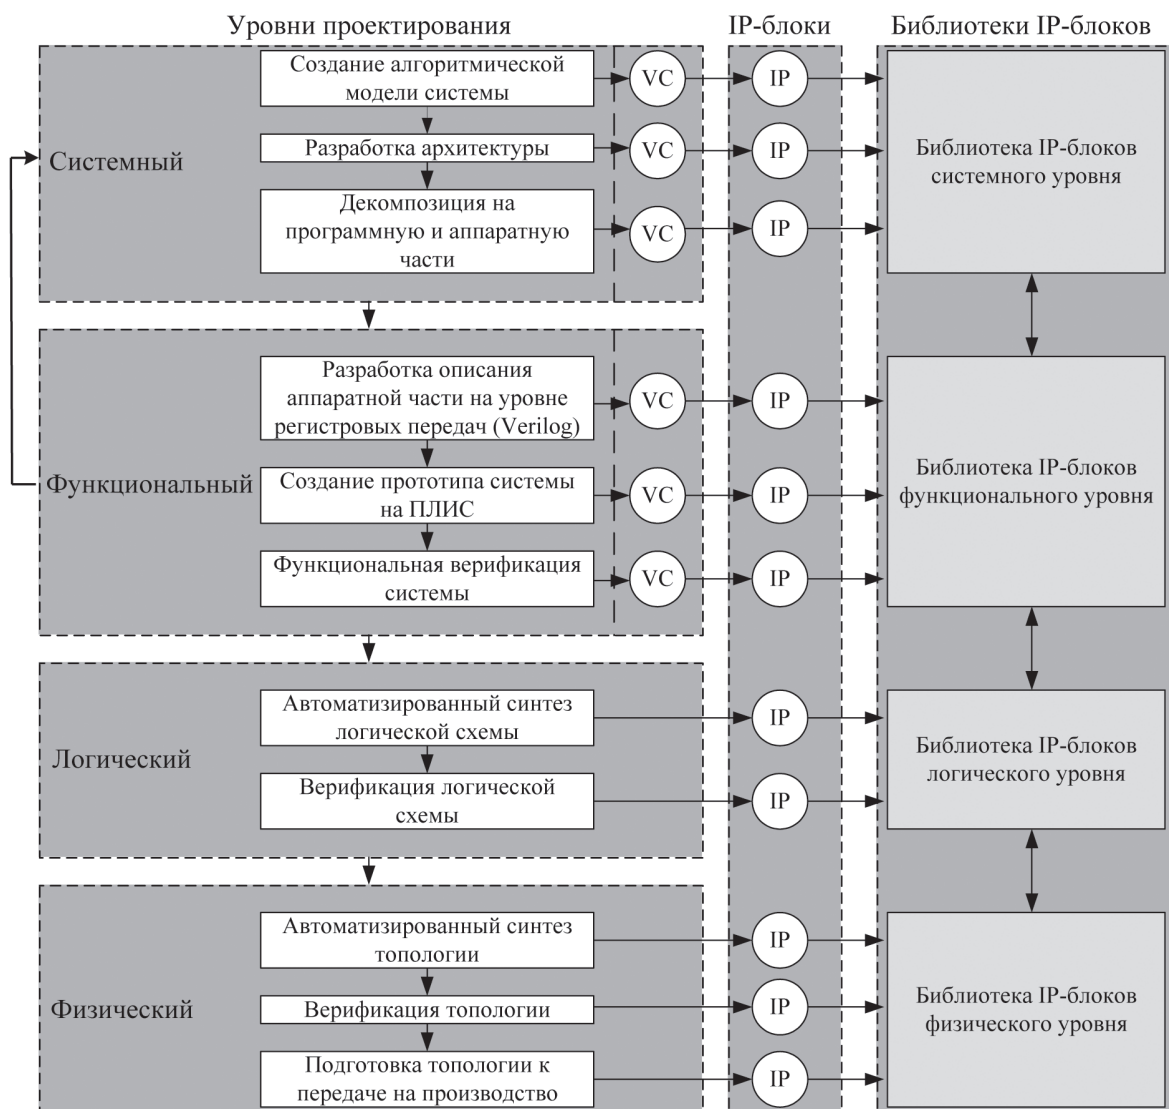 Уровни проектирования
IP-блоки
Библиотеки IP-блоков
Системный
Создание алгоритмической
модели системы
VC
IP
Разработка архитектуры
VC
IP
Декомпозиция на
программную и аппаратную
части
VC
IP
Библиотека IP-блоков
системного уровня
Функциональный
Разработка описания
аппаратной части на уровне
регистровых передач (Verilog)
VC
IP
Создание прототипа системы
на ПЛИС
VC
IP
Функциональная верификация
системы
VC
IP
Библиотека IP-блоков
функционального уровня
Логический
Автоматизированный синтез
логической схемы
IP
Верификация логической
схемы
IP
Библиотека IP-блоков
логического уровня
Физический
Автоматизированный синтез
топологии
IP
Верификация топологии
IP
Подготовка топологии к
передаче на производство
IP
Библиотека IP-блоков
физического уровня